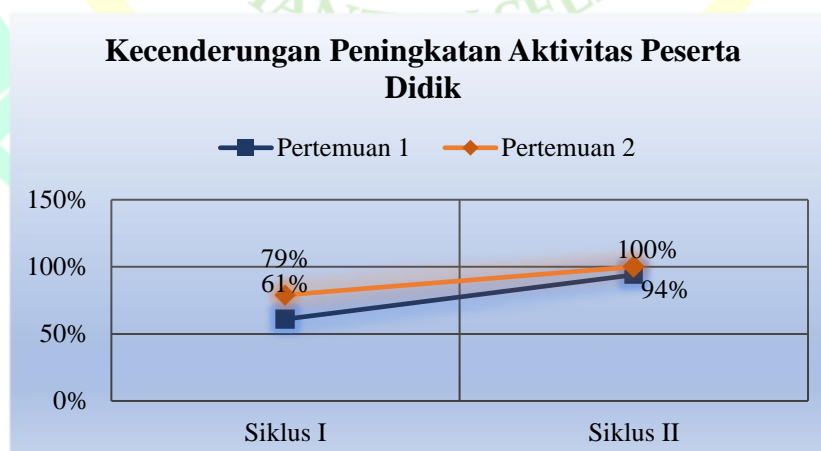 Kecenderungan Peningkatan Aktivitas Peserta
Didik
Pertemuan 1 Pertemuan 2
150%
100%
50%
0%
79%
61%
100%
94%
Siklus I Siklus II